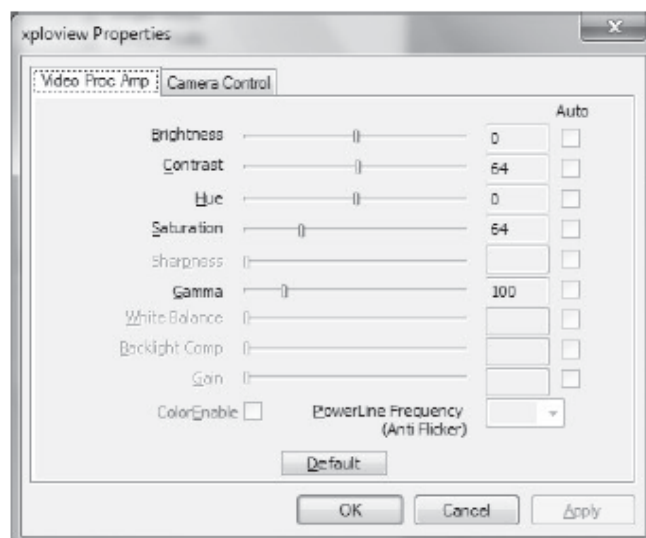 xploview Properties
Video Proc Amp
Camera Control
Auto
Brightness 0
Contrast 64
Hue 0
Saturation 64
Sharpness
Gamma 100
White Balance
Backlight Comp
Gain
ColorEnable
PowerLine Frequency
(Anti Flicker)
Default
OK
Cancel
Apply